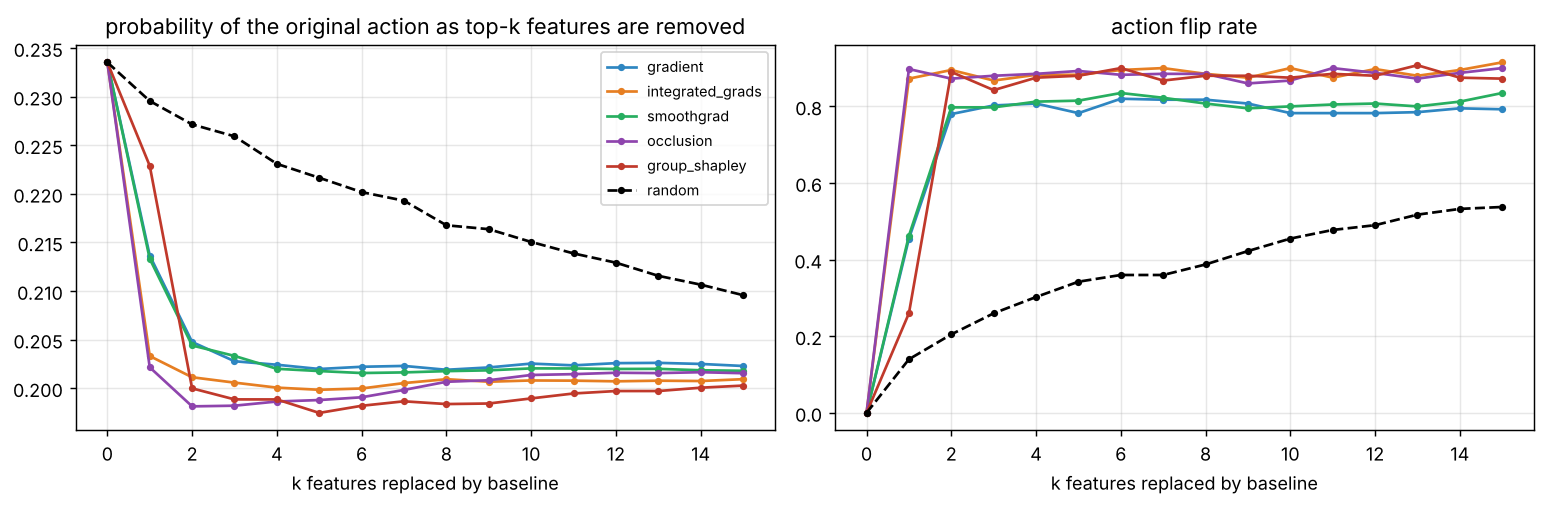 probability of the original action as top-k features are removed
0.235
0.230
0.225
0.220
0.215
0.210
0.205
0.200
0 2 4 6 8 10 12 14
k features replaced by baseline
gradient
integrated_grads
smoothgrad
occlusion
group_shapley
random
action flip rate
0.8
0.6
0.4
0.2
0.0
0 2 4 6 8 10 12 14
k features replaced by baseline